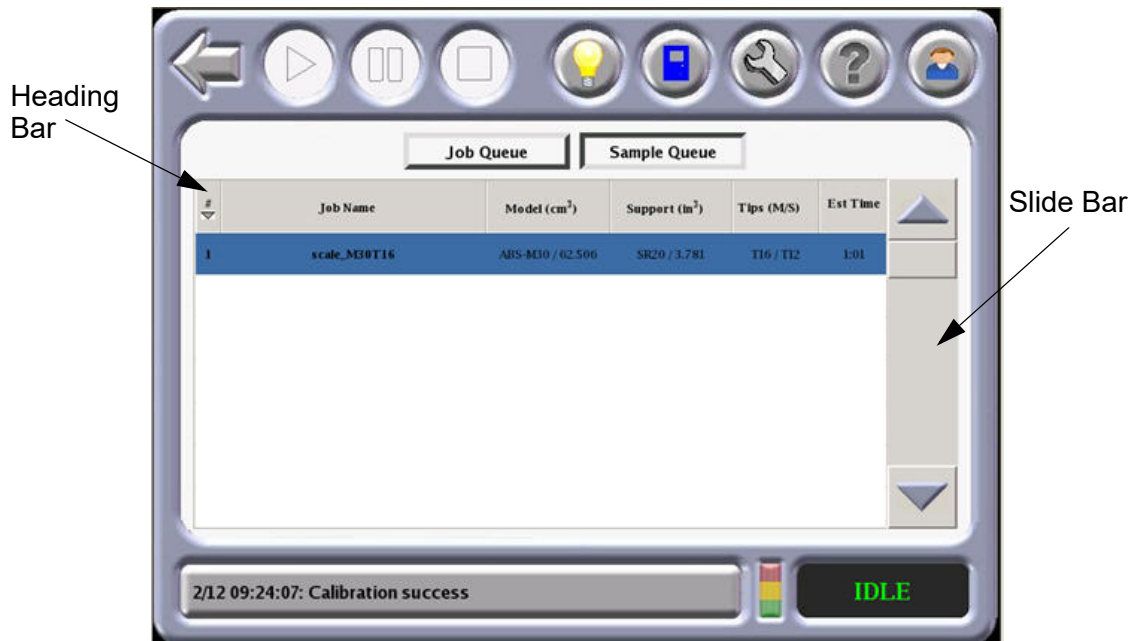 Heading
Bar
Job Queue
Sample Queue
# Job Name Model (cm³) Support (in³) Tips (M/S) Est Time
1 scale_M30T16 ABS-M30 / 62.506 SR20 / 3.781 T16 / T12 1:01
Slide Bar
2/12 09:24:07: Calibration success
IDLE